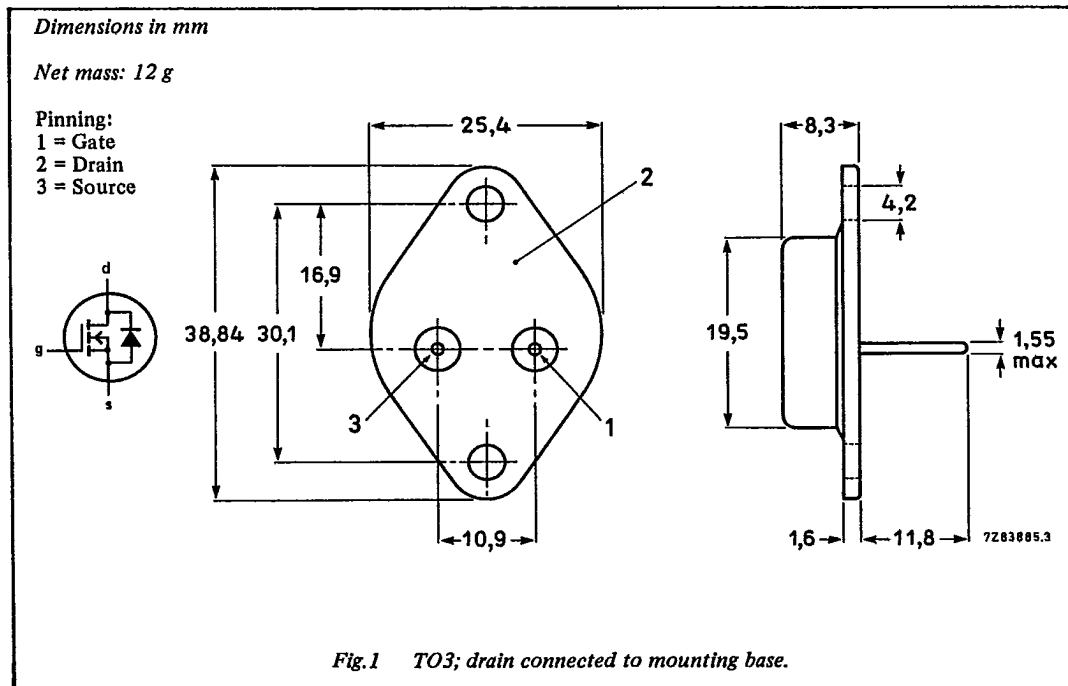 Dimensions in mm
Net mass: 12 g
Pinning:
1 = Gate
2 = Drain
3 = Source
25,4
8,3
2
4,2
d
16,9
g
38,84
30,1
19,5
1,55
max
s
3
1
10,9
1,6
11,8
7Z83885.3
Fig.1 TO3; drain connected to mounting base.